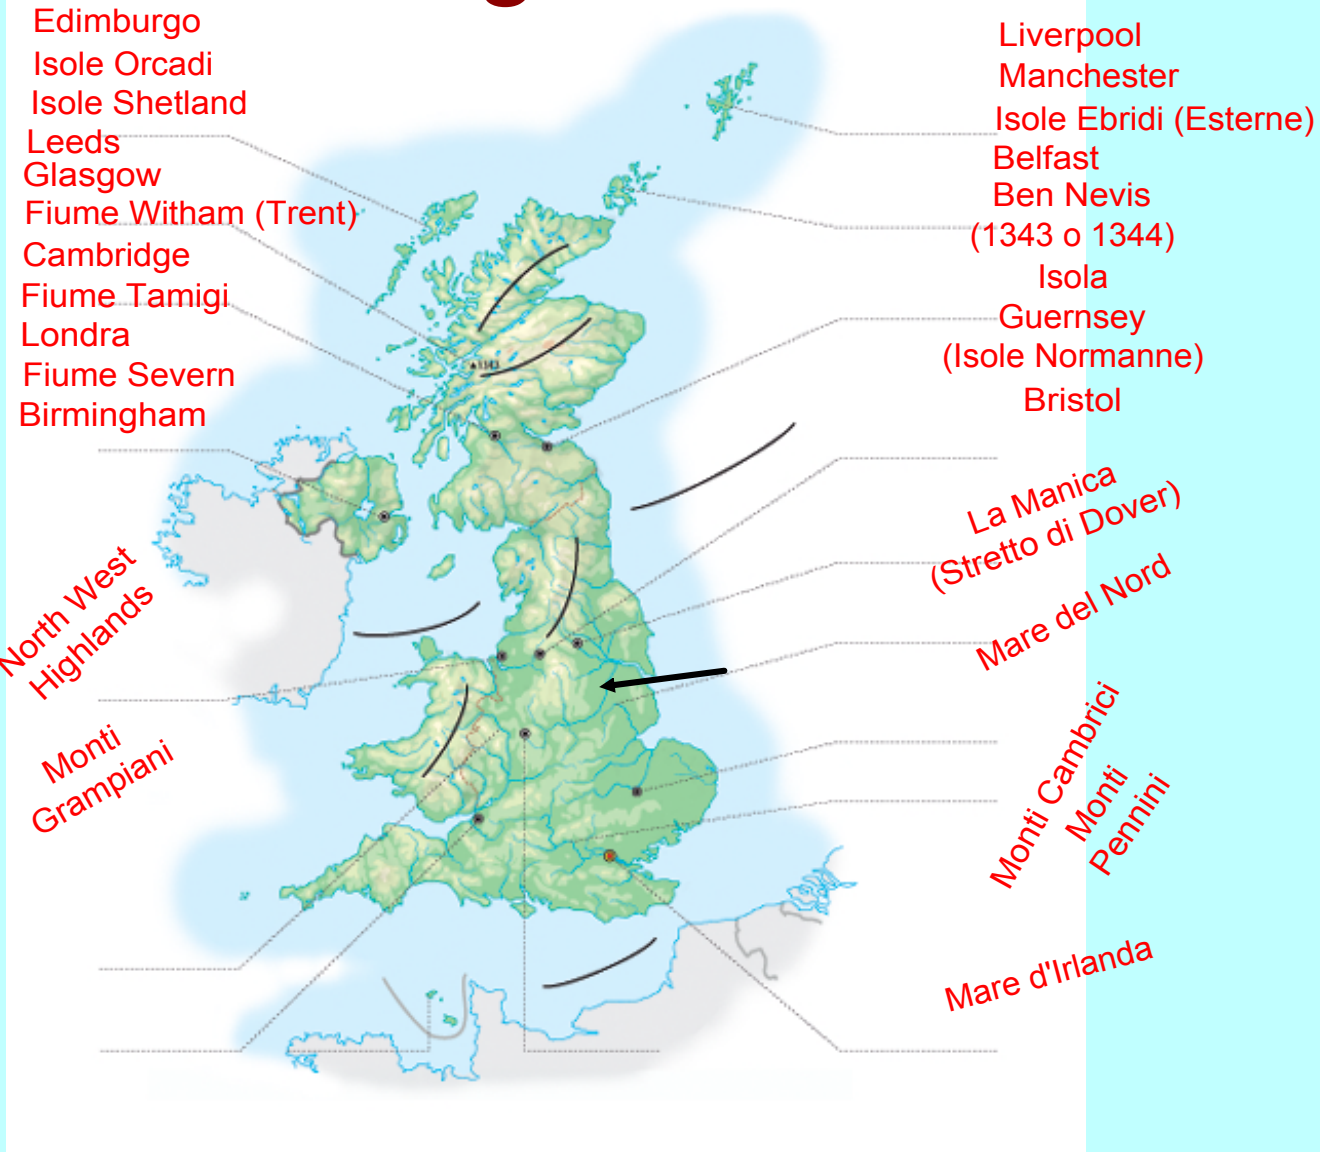 Edimburgo
Isole Orcadi
Isole Shetland
Leeds
Glasgow
Fiume Witham (Trent)
Cambridge
Fiume Tamigi
Londra
Fiume Severn
Birmingham
North West
Highlands
Monti
Grampiani
1343
Liverpool
Manchester
Isole Ebridi (Esterne)
Belfast
Ben Nevis
(1343 o 1344)
Isola
Guernsey
(Isole Normanne)
Bristol
La Manica
(Stretto di Dover)
Mare del Nord
Monti Cambrici
Monti
Pennini
Mare d'Irlanda